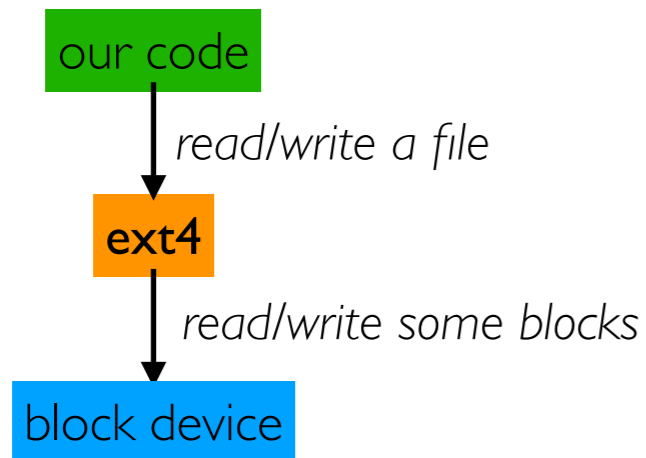 our code
read/write a file
ext4
read/write some blocks
block device